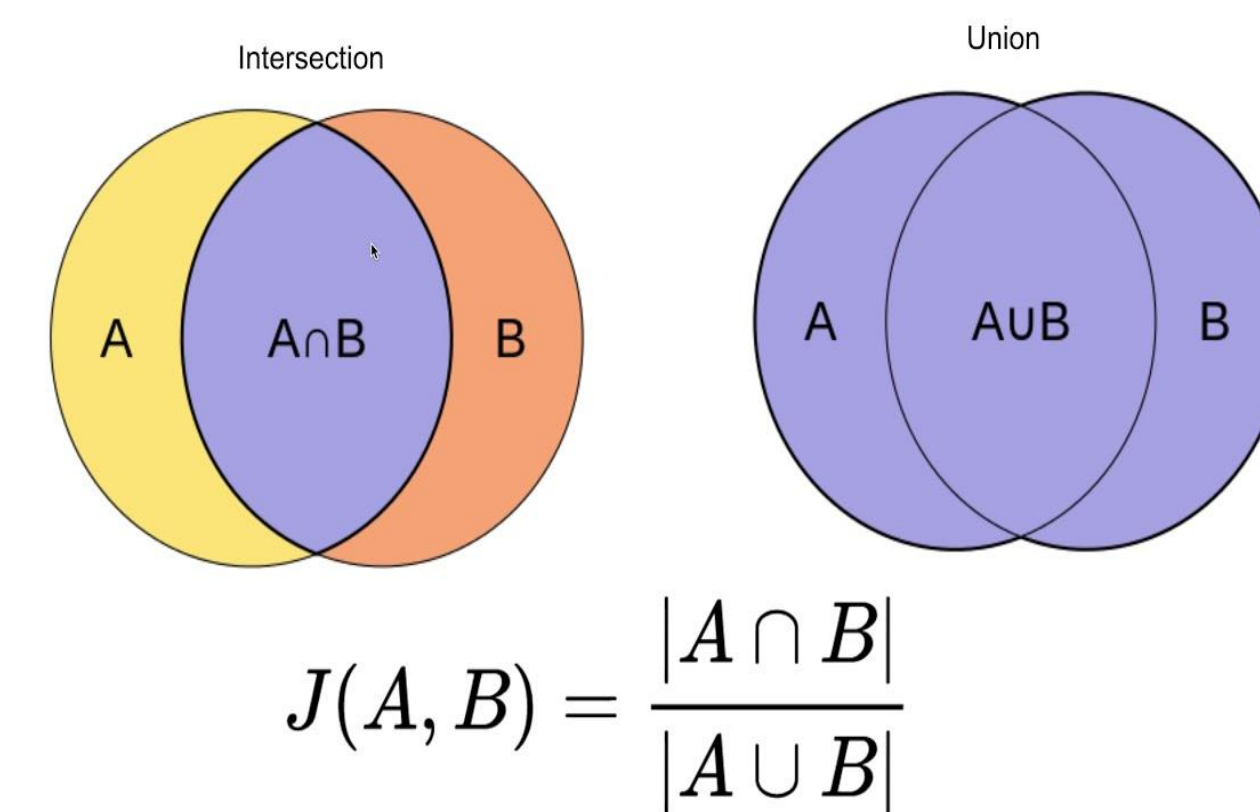 Intersection
Union
A A∩B B
A A∪B B
J(A, B) = |A ∩ B| / |A ∪ B|